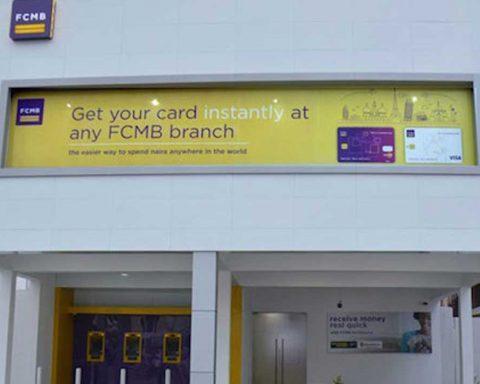 FCMB
FCMB
Get your card instantly at
any FCMB branch
the easier way to spend naira anywhere in the world
VISA
receive money
real quick